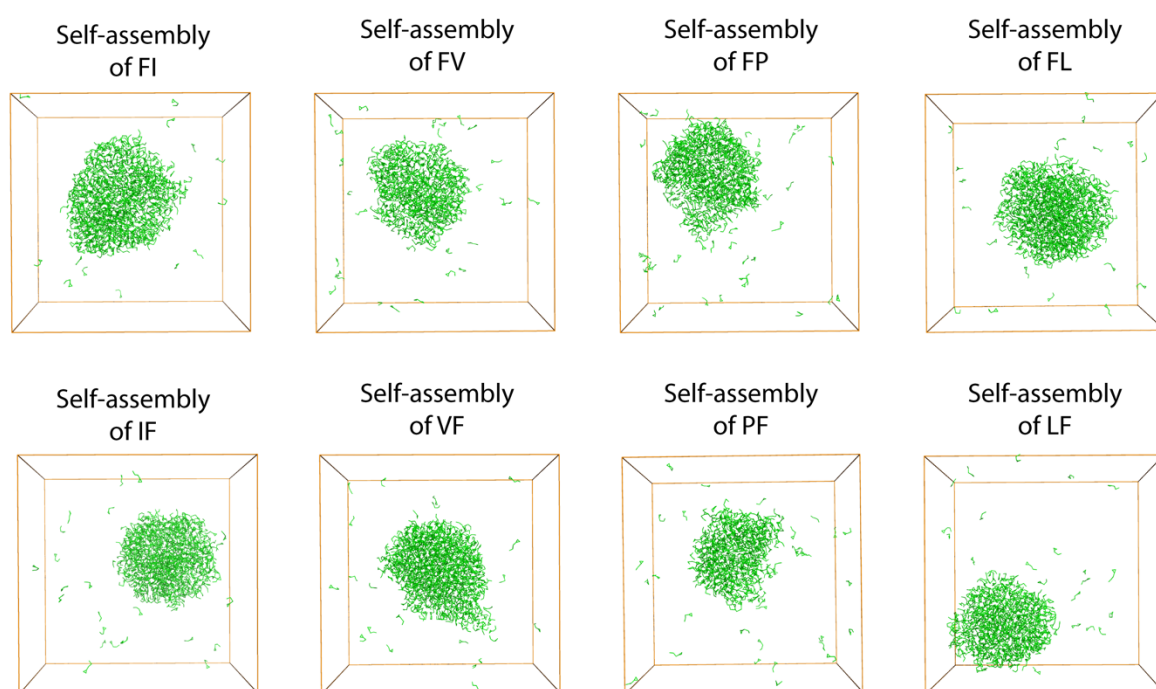 Self-assembly
of FI
Self-assembly
of FV
Self-assembly
of FP
Self-assembly
of FL
Self-assembly
of IF
Self-assembly
of VF
Self-assembly
of PF
Self-assembly
of LF